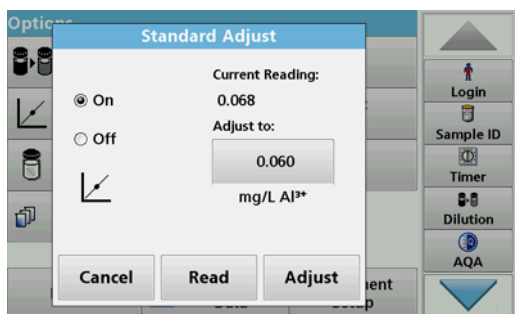 Options
Standard Adjust
Current Reading:
On
0.068
Adjust to:
Off
0.060
mg/L Al³⁺
Cancel
Read
Adjust
Login
Sample ID
Timer
Dilution
AQA